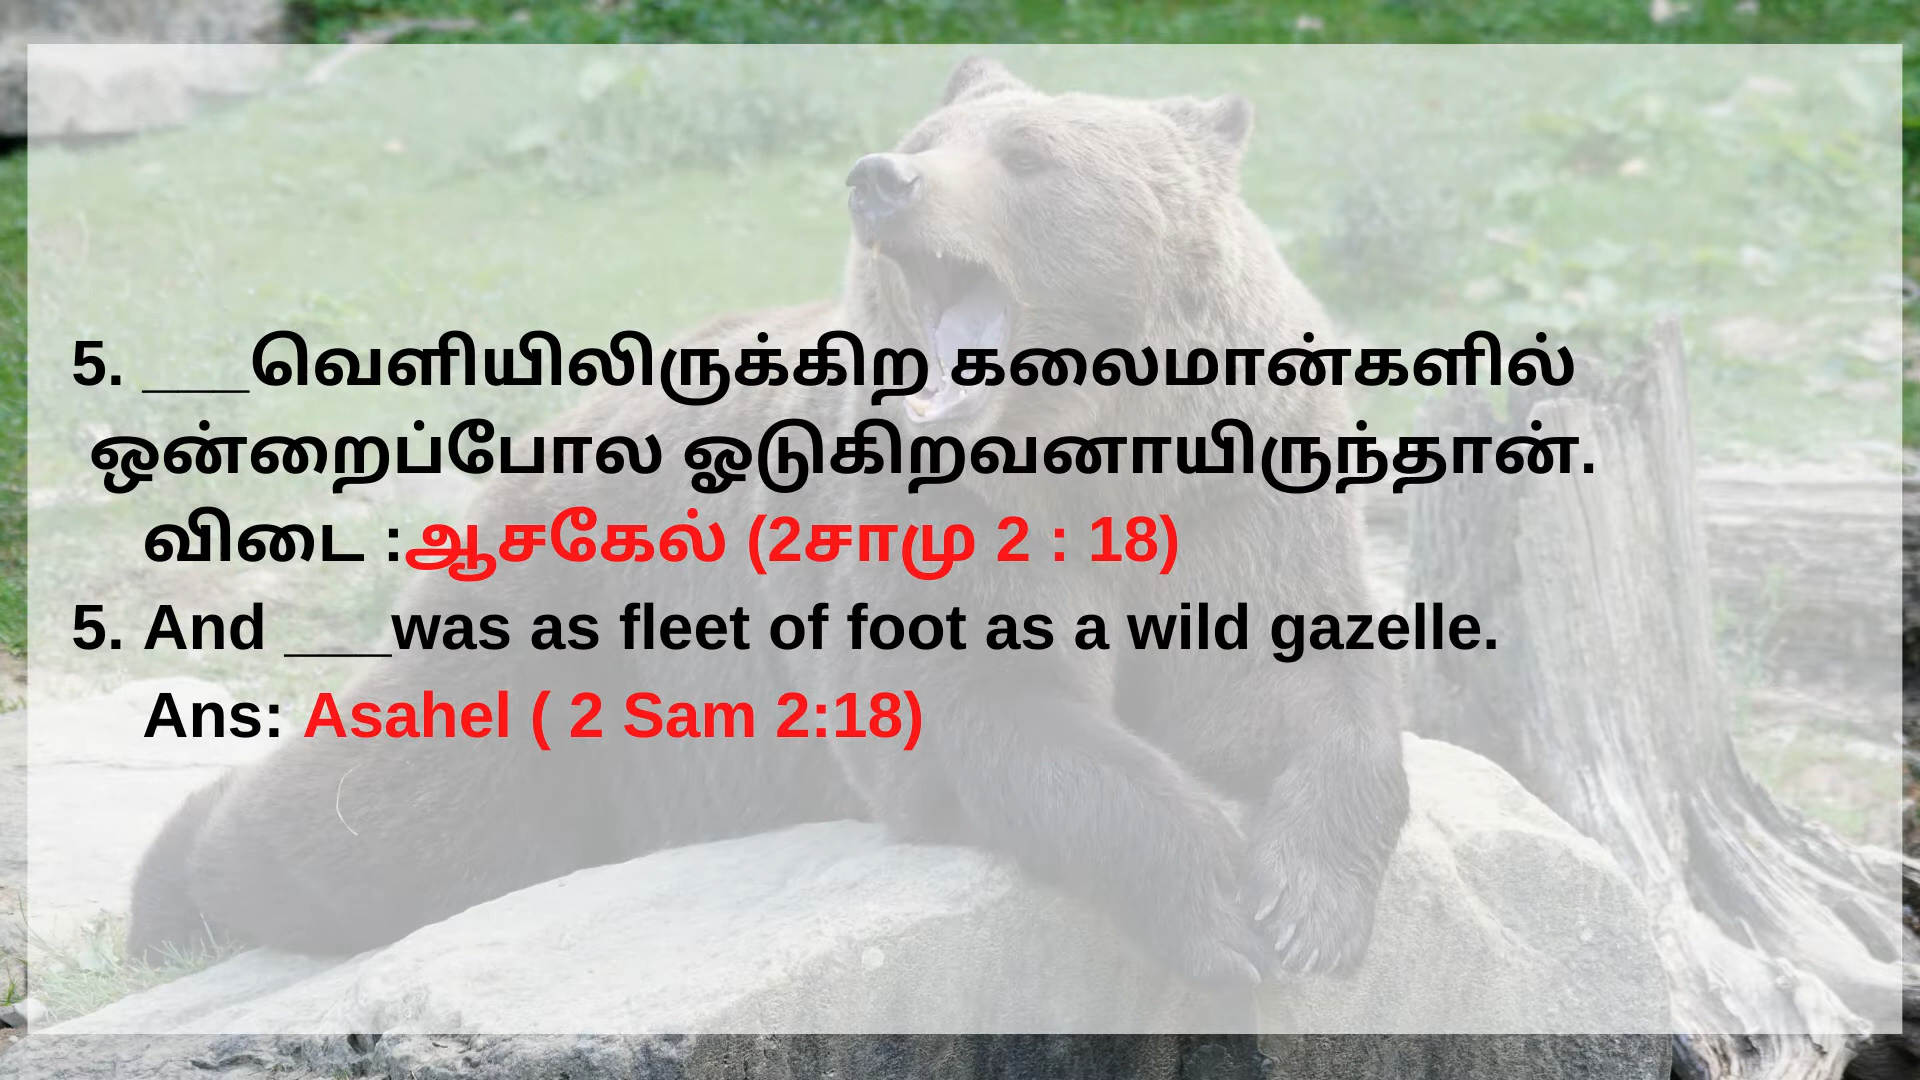 5. ___வெளியிலிருக்கிற கலைமான்களில்
ஒன்றைப்போல ஓடுகிறவனாயிருந்தான்.
விடை :ஆசகேல் (2சாமு 2 : 18)
5. And ___was as fleet of foot as a wild gazelle.
Ans: Asahel ( 2 Sam 2:18)